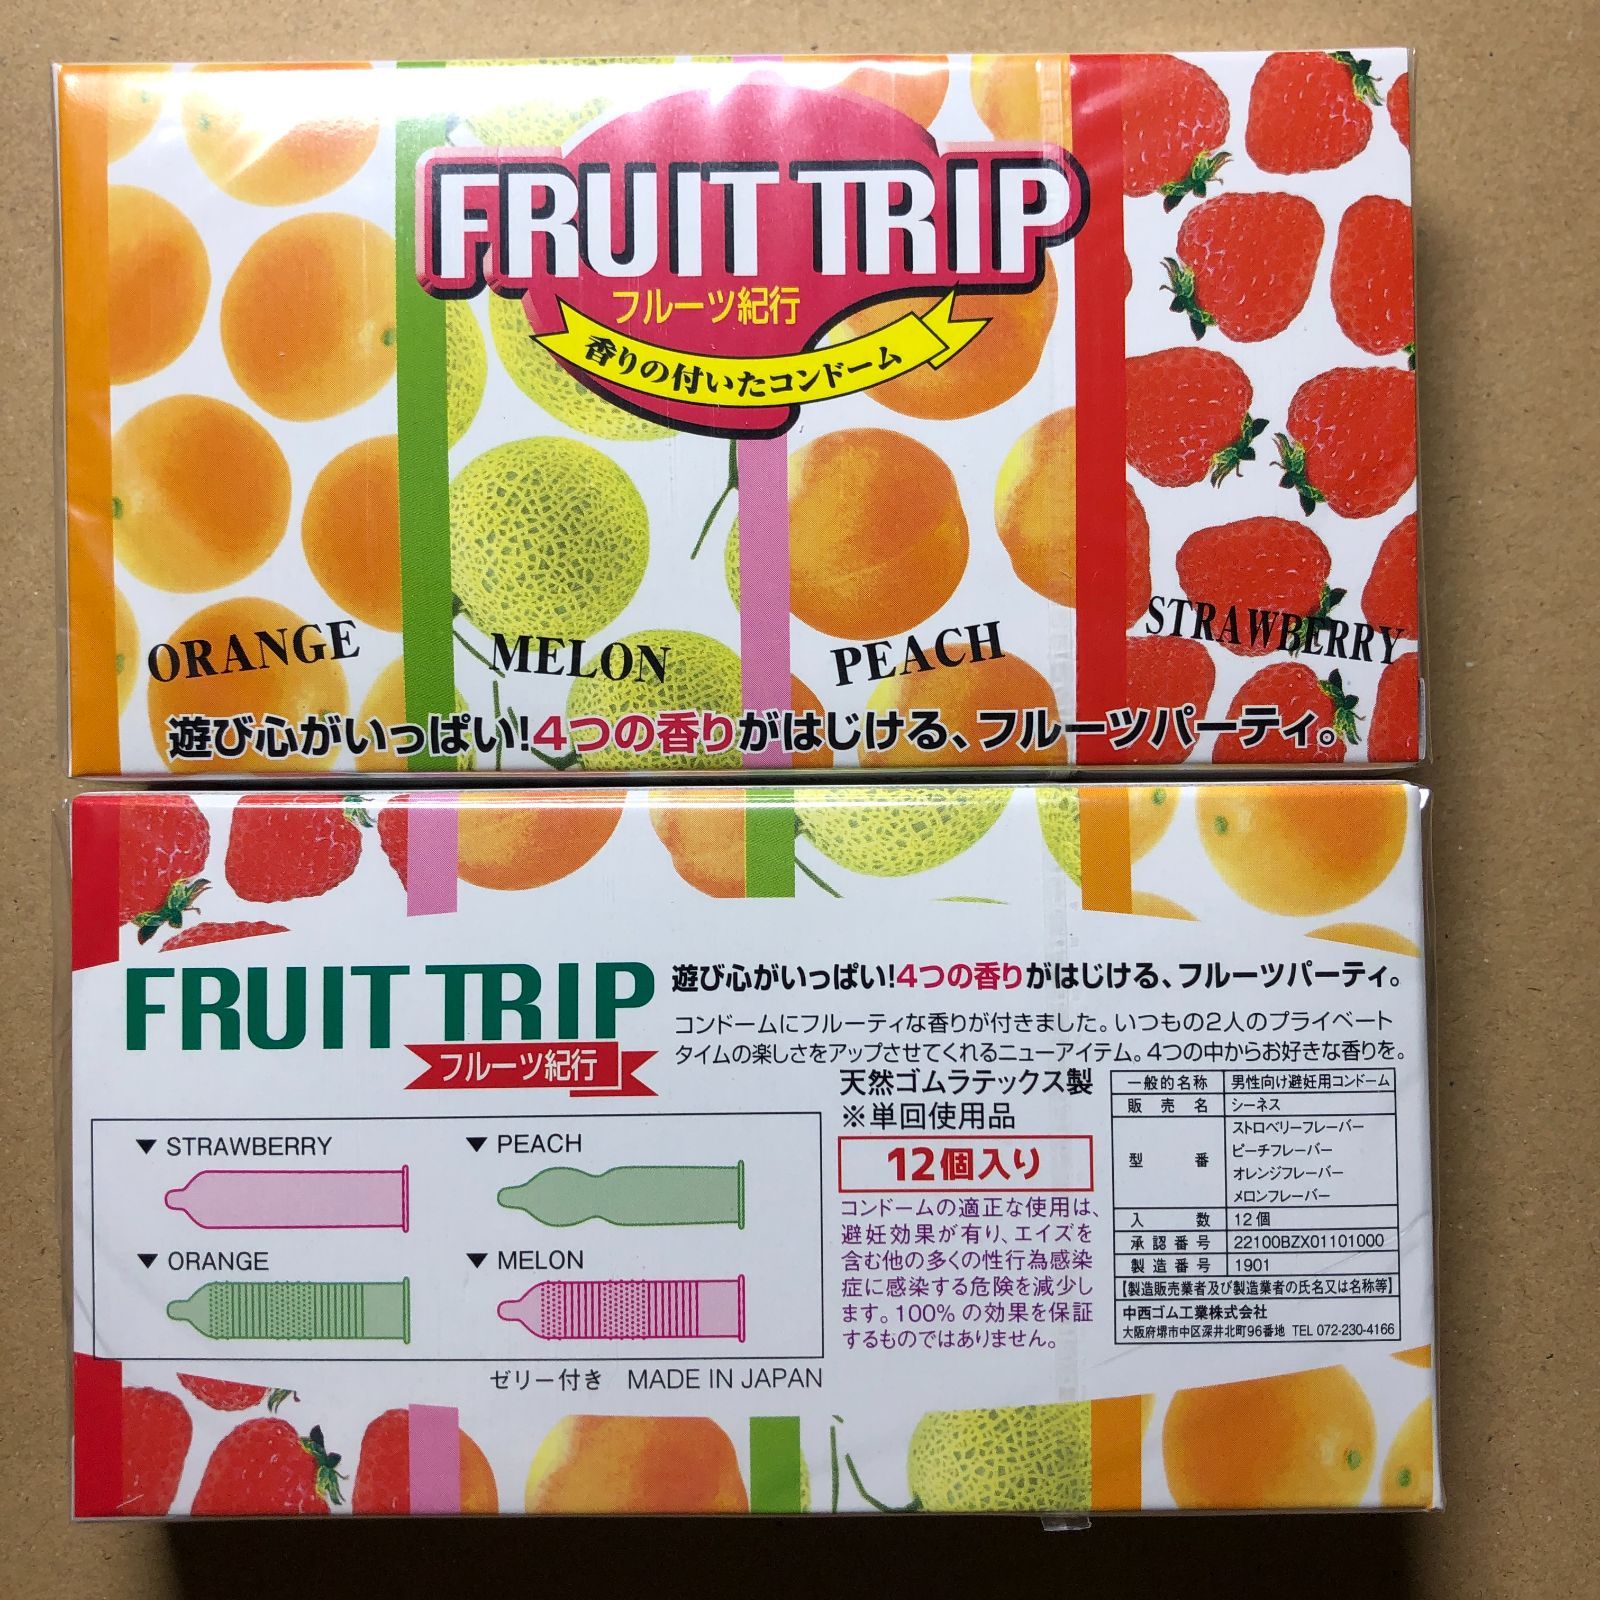 FRUIT TRIP
フルーツ紀行
香りの付いたコンドーム
ORANGE
MELON
PEACH
STRAWBERRY
遊び心がいっぱい!4つの香りがはじける、フルーツパーティ。
FRUIT TRIP
フルーツ紀行
遊び心がいっぱい!4つの香りがはじける、フルーツパーティ。
コンドームにフルーティな香りが付きました。いつもの2人のプライベート
タイムの楽しさをアップさせてくれるニューアイテム。4つの中からお好きな香りを。
▼ STRAWBERRY
▼ PEACH
▼ ORANGE
▼ MELON
ゼリー付き MADE IN JAPAN
天然ゴムラテックス製
※単回使用品
12個入り
コンドームの適正な使用は、
避妊効果が有り、エイズを
含む他の多くの性行為感染
症に感染する危険を減少し
ます。100%の効果を保証
するものではありません。
一般的名称 男性向け避妊用コンドーム
販売名 シーネス
型番 ストロベリーフレーバー
ピーチフレーバー
オレンジフレーバー
メロンフレーバー
入数 12個
承認番号 22100BZX01101000
製造番号 1901
【製造販売業者及び製造業者の氏名又は名称等】
中西ゴム工業株式会社
大阪府堺市中区深井北町96番地 TEL 072-230-4166